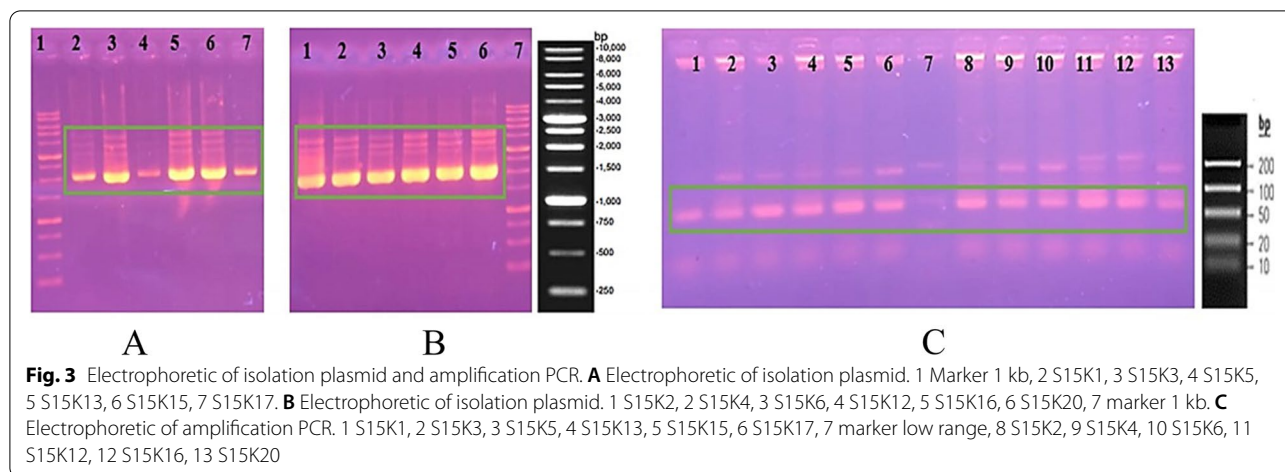 1 2 3 4 5 6 7
1 2 3 4 5 6 7
bp
-10,000
-8,000
-6,000
-5,000
-4,000
-3,000
-2,500
-2,000
-1,500
-1,000
-750
-500
-250
1 2 3 4 5 6 7 8 9 10 11 12 13
bp
200
100
50
20
10
A
B
C
Fig. 3 Electrophoretic of isolation plasmid and amplification PCR. A Electrophoretic of isolation plasmid. 1 Marker 1 kb, 2 S15K1, 3 S15K3, 4 S15K5,
5 S15K13, 6 S15K15, 7 S15K17. B Electrophoretic of isolation plasmid. 1 S15K2, 2 S15K4, 3 S15K6, 4 S15K12, 5 S15K16, 6 S15K20, 7 marker 1 kb. C
Electrophoretic of amplification PCR. 1 S15K1, 2 S15K3, 3 S15K5, 4 S15K13, 5 S15K15, 6 S15K17, 7 marker low range, 8 S15K2, 9 S15K4, 10 S15K6, 11
S15K12, 12 S15K16, 13 S15K20